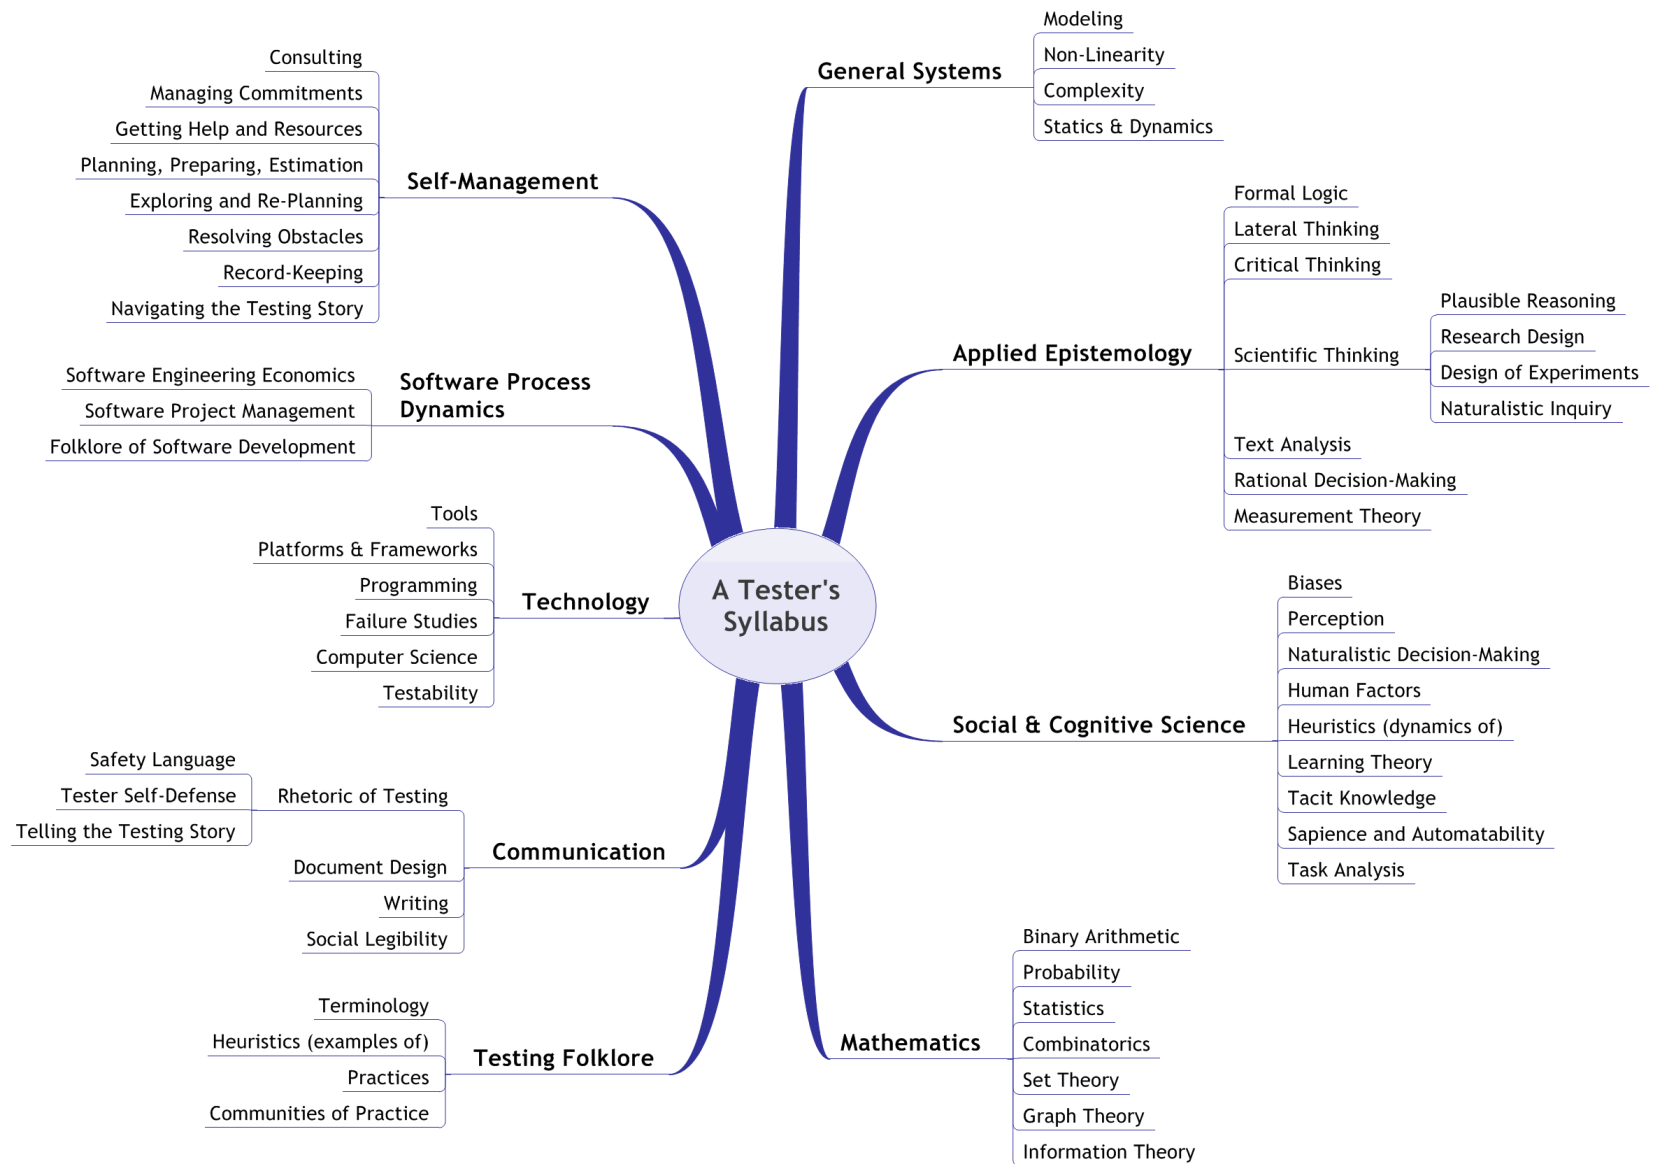 A Tester's
Syllabus
General Systems
Modeling
Non-Linearity
Complexity
Statics & Dynamics
Applied Epistemology
Formal Logic
Lateral Thinking
Critical Thinking
Scientific Thinking
Plausible Reasoning
Research Design
Design of Experiments
Naturalistic Inquiry
Text Analysis
Rational Decision-Making
Measurement Theory
Social & Cognitive Science
Biases
Perception
Naturalistic Decision-Making
Human Factors
Heuristics (dynamics of)
Learning Theory
Tacit Knowledge
Sapience and Automatability
Task Analysis
Mathematics
Binary Arithmetic
Probability
Statistics
Combinatorics
Set Theory
Graph Theory
Information Theory
Self-Management
Consulting
Managing Commitments
Getting Help and Resources
Planning, Preparing, Estimation
Exploring and Re-Planning
Resolving Obstacles
Record-Keeping
Navigating the Testing Story
Software Process
Dynamics
Software Engineering Economics
Software Project Management
Folklore of Software Development
Technology
Tools
Platforms & Frameworks
Programming
Failure Studies
Computer Science
Testability
Communication
Rhetoric of Testing
Safety Language
Tester Self-Defense
Telling the Testing Story
Document Design
Writing
Social Legibility
Testing Folklore
Terminology
Heuristics (examples of)
Practices
Communities of Practice